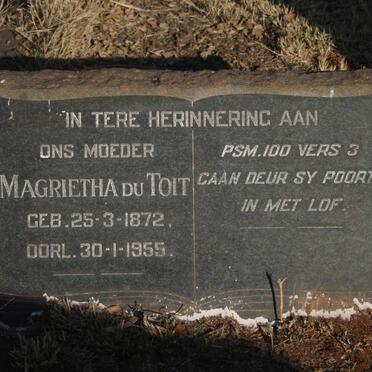 IN TERE HERINNERING AAN
ONS MOEDER
MAGRIETHA DU TOIT
GEB. 25-3-1872,
OORL. 30-1-1955.
PSM. 100 VERS 3
GAAN DEUR SY POORT
IN MET LOF.